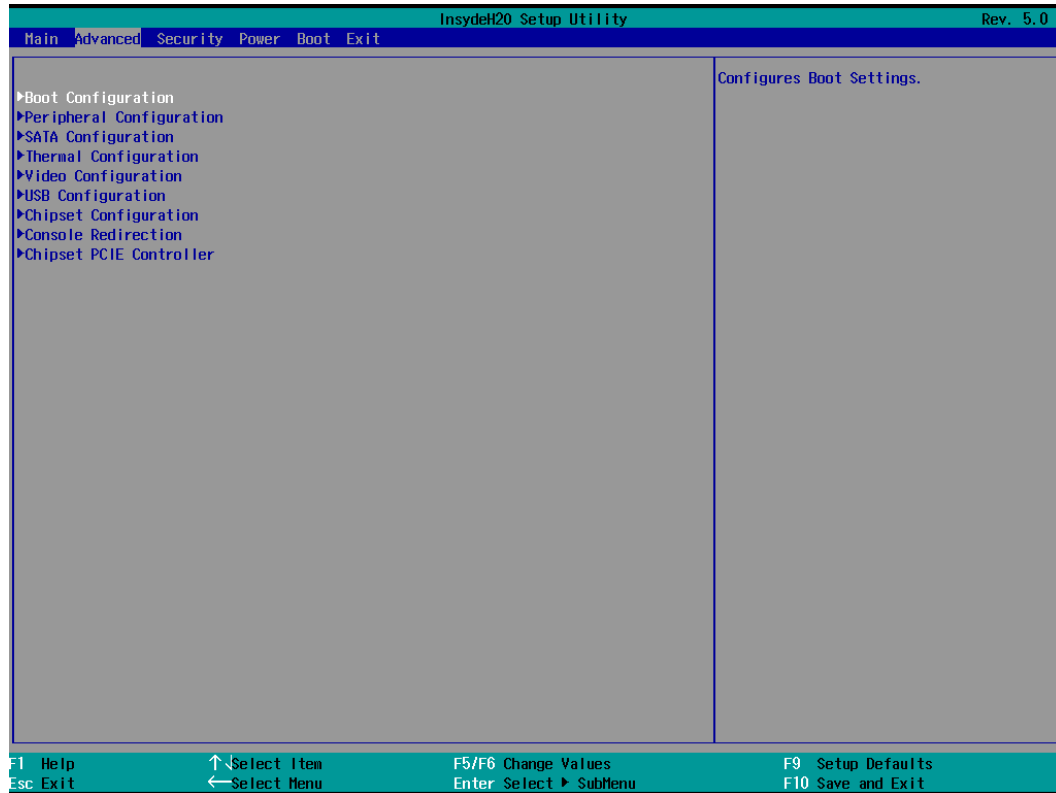 InsydeH20 Setup Utility Rev. 5.0
Main Advanced Security Power Boot Exit
Configures Boot Settings.
▶Boot Configuration
▶Peripheral Configuration
▶SATA Configuration
▶Thermal Configuration
▶Video Configuration
▶USB Configuration
▶Chipset Configuration
▶Console Redirection
▶Chipset PCIE Controller
F1 Help ↑↓Select Item F5/F6 Change Values F9 Setup Defaults
Esc Exit ←Select Menu Enter Select ▶ SubMenu F10 Save and Exit